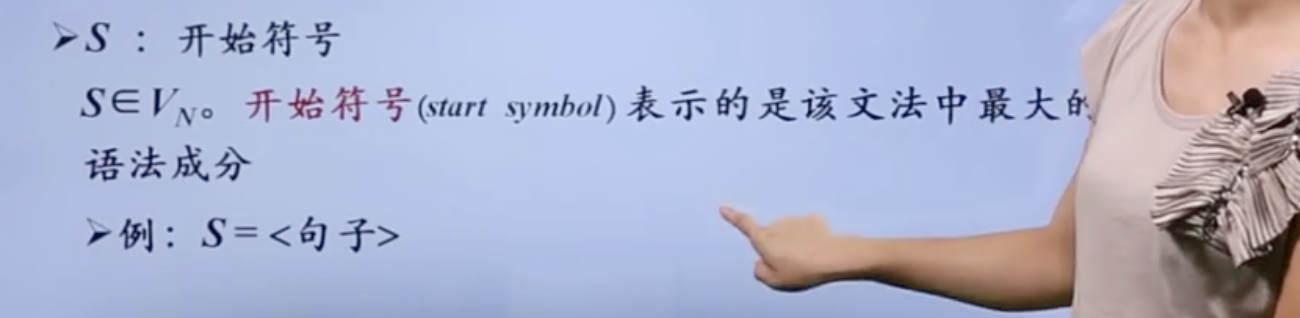 ➢S : 开始符号
S∈V_N。开始符号(start symbol)表示的是该文法中最大的
语法成分
➢例: S=<句子>